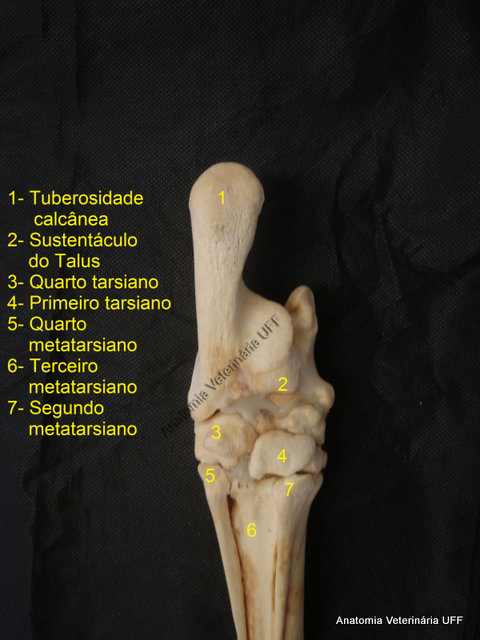 1- Tuberosidade
calcânea
2- Sustentáculo
do Talus
3- Quarto tarsiano
4- Primeiro tarsiano
5- Quarto
metatarsiano
6- Terceiro
metatarsiano
7- Segundo
metatarsiano
1
Anatomia Veterinária UFF
2
3
4
5
7
6
Anatomia Veterinária UFF